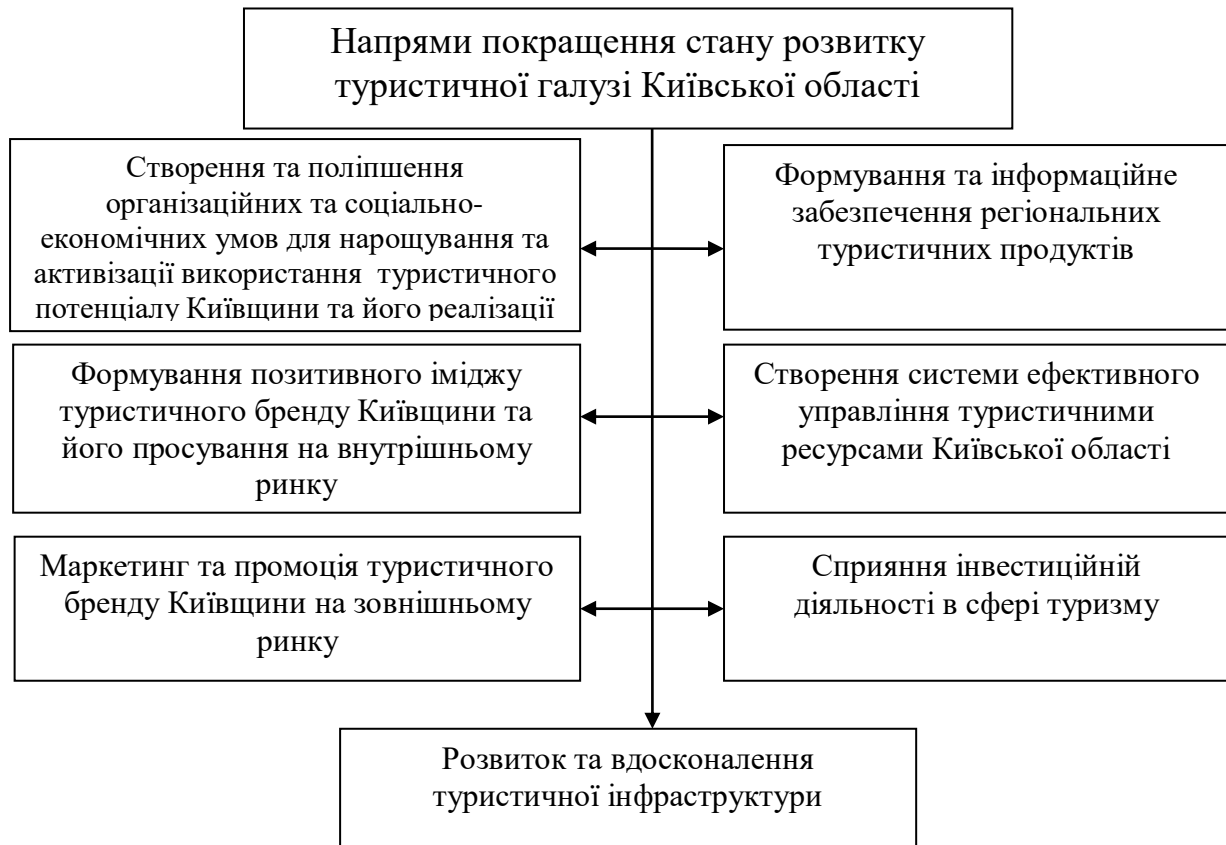 Напрями покращення стану розвитку
туристичної галузі Київської області
Створення та поліпшення
організаційних та соціально-
економічних умов для нарощування та
активізації використання туристичного
потенціалу Київщини та його реалізації
Формування та інформаційне
забезпечення регіональних
туристичних продуктів
Формування позитивного іміджу
туристичного бренду Київщини та
його просування на внутрішньому
ринку
Створення системи ефективного
управління туристичними
ресурсами Київської області
Маркетинг та промоція туристичного
бренду Київщини на зовнішньому
ринку
Сприяння інвестиційній
діяльності в сфері туризму
Розвиток та вдосконалення
туристичної інфраструктури